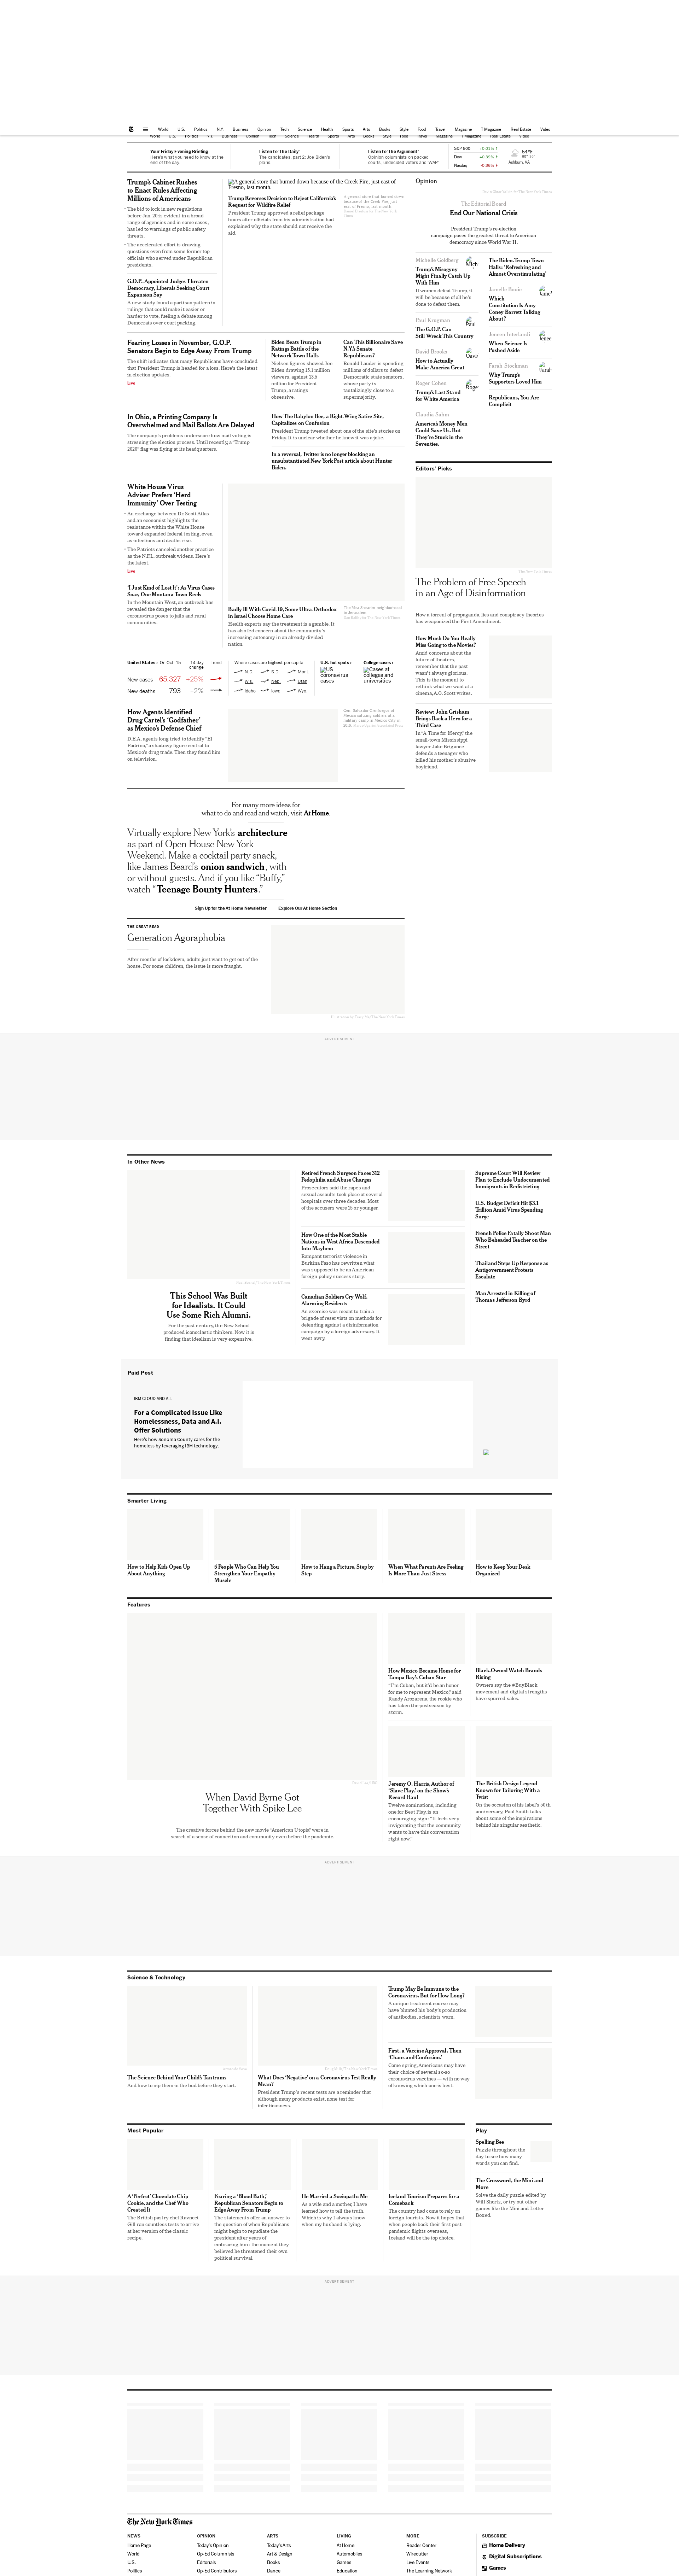 World U.S. Politics N.Y. Business Opinion Tech Science Health Sports Arts Books Style Food Travel Magazine T Magazine Real Estate Video
Your Friday Evening Briefing
Here's what you need to know at the end of the day.
Listen to 'The Daily'
The candidates, part 2: Joe Biden's plans.
Listen to 'The Argument'
Opinion columnists on packed courts, undecided voters and 'WAP'
S&P 500 +0.01%
Dow +0.39%
Nasdaq -0.36%
54°F
Ashburn, VA
Trump's Cabinet Rushes
to Enact Rules Affecting
Millions of Americans
The bid to lock in new regulation before Jan. 20 is evident in a broad range of agencies and in some cases, has led to warnings of public safety threats.
The accelerated effort is drawing questions even from some former top officials who served under Republican presidents.
G.O.P.-Appointed Judges Threaten Democracy, Liberals Seeking Court Expansion Say
A new study found a partisan pattern in rulings that could make it easier or harder to vote, fueling a debate among Democrats over court packing.
A general store that burned down because of the Creek Fire, just east of Fresno, last month.
Trump Reverses Decision to Reject California's Request for Wildfire Relief
President Trump approved a relief package hours after officials from his administration had explained why the state should not receive the aid.
A general store that burned down because of the Creek Fire, just east of Fresno, last month.
Fearing Losses in November, G.O.P.
Senators Begin to Edge Away From Trump
The shift indicates that many Republicans have concluded that President Trump is headed for a loss. Here's the latest in election updates.
Live
Biden Beats Trump in Ratings Battle of the Network Town Halls
Nielsen figures showed Joe Biden drawing 15.1 million viewers, against 13.5 million for President Trump, a ratings obsessive.
Can This Billionaire Save N.Y.'s Senate Republicans?
Ronald Lauder is spending millions of dollars to defeat Democratic state senators, whose party is tantalizingly close to a supermajority.
In Ohio, a Printing Company Is
Overwhelmed and Mail Ballots Are Delayed
The company's problems underscore how mail voting is stressing the election process. Until recently, a "Trump 2020" flag was flying at its headquarters.
How The Babylon Bee, a Right-Wing Satire Site, Capitalizes on Confusion
President Trump tweeted about one of the site's stories on Friday. It is unclear whether he knew it was a joke.
In a reversal, Twitter is no longer blocking an unsubstantiated New York Post article about Hunter Biden.
White House Virus
Adviser Prefers 'Herd
Immunity' Over Testing
An exchange between Dr. Scott Atlas and an economist highlights the resistance within the White House toward expanded federal testing, even as infections and deaths rise.
The Patriots canceled another practice as the N.F.L. outbreak widens. Here's the latest.
Live
'I Just Kind of Lost It': As Virus Cases Soar, One Montana Town Reels
In the Mountain West, an outbreak has revealed the danger that the coronavirus poses to jails and rural communities.
Badly Ill With Covid-19, Some Ultra-Orthodox in Israel Choose Home Care
Health experts say the treatment is a gamble. It has also fed concern about the community's increasing autonomy in an already divided nation.
The Mea Shearim neighborhood in Jerusalem.
United States › On Oct. 15 14-day change Trend
New cases 65,327 +25%
New deaths 793 –2%
Where cases are highest per capita
N.D. S.D. Mont.
Wis. Neb. Utah
Idaho Iowa Wyo.
U.S. hot spots ›
US coronavirus cases
College cases ›
Cases at colleges and universities
How Agents Identified
Drug Cartel's 'Godfather'
as Mexico's Defense Chief
D.E.A. agents long tried to identify "El Padrino," a shadowy figure central to Mexico's drug trade. Then they found him on television.
Gen. Salvador Cienfuegos of Mexico saluting soldiers at a military camp in Mexico City in 2016.
For many more ideas for
what to do and read and watch, visit At Home.
Virtually explore New York's architecture
as part of Open House New York
Weekend. Make a cocktail party snack,
like James Beard's onion sandwich, with
or without guests. And if you like "Buffy,"
watch "Teenage Bounty Hunters."
Sign Up for the At Home Newsletter Explore Our At Home Section
THE GREAT READ
Generation Agoraphobia
After months of lockdown, adults just want to get out of the house. For some children, the issue is more fraught.
Opinion
The Editorial Board
End Our National Crisis
President Trump's re-election
campaign poses the greatest threat to American
democracy since World War II.
Michelle Goldberg
Trump's Misogyny Might Finally Catch Up With Him
If women defeat Trump, it will be because of all he's done to defeat them.
Paul Krugman
The G.O.P. Can Still Wreck This Country
David Brooks
How to Actually Make America Great
Roger Cohen
Trump's Last Stand for White America
Claudia Sahm
America's Money Men Could Save Us. But They're Stuck in the Seventies.
The Biden-Trump Town Halls: 'Refreshing and Almost Overstimulating'
Jamelle Bouie
Which Constitution Is Amy Coney Barrett Talking About?
Jeneen Interlandi
When Science Is Pushed Aside
Farah Stockman
Why Trump's Supporters Loved Him
Republicans, You Are Complicit
Editors' Picks
The Problem of Free Speech
in an Age of Disinformation
How a torrent of propaganda, lies and conspiracy theories has weaponized the First Amendment.
How Much Do You Really Miss Going to the Movies?
Amid concerns about the future of theaters, remember that the past wasn't always glorious. This is the moment to rethink what we want at a cinema, A.O. Scott writes.
Review: John Grisham Brings Back a Hero for a Third Case
In "A Time for Mercy," the small-town Mississippi lawyer Jake Brigance defends a teenager who killed his mother's abusive boyfriend.
ADVERTISEMENT
In Other News
This School Was Built
for Idealists. It Could
Use Some Rich Alumni.
For the past century, the New School produced iconoclastic thinkers. Now it is finding that idealism is very expensive.
Retired French Surgeon Faces 312 Pedophilia and Abuse Charges
Prosecutors said the rapes and sexual assaults took place at several hospitals over three decades. Most of the accusers were 15 or younger.
How One of the Most Stable Nations in West Africa Descended Into Mayhem
Rampant terrorist violence in Burkina Faso has overrun what was supposed to be an American foreign-policy success story.
Canadian Soldiers Cry Wolf, Alarming Residents
An exercise was meant to train a brigade of reservists on methods for defending against a disinformation campaign by a foreign adversary. It went awry.
Supreme Court Will Review Plan to Exclude Undocumented Immigrants in Redistricting
U.S. Budget Deficit Hit $3.1 Trillion Amid Virus Spending Surge
French Police Fatally Shoot Man Who Beheaded Teacher on the Street
Thailand Steps Up Response as Antigovernment Protests Escalate
Man Arrested in Killing of Thomas Jefferson Byrd
Paid Post
IBM CLOUD AND A.I.
For a Complicated Issue Like Homelessness, Data and A.I. Offer Solutions
Here's how Sonoma County cares for the homeless by leveraging IBM technology.
Smarter Living
How to Help Kids Open Up About Anything
5 People Who Can Help You Strengthen Your Empathy Muscle
How to Hang a Picture, Step by Step
When What Parents Are Feeling Is More Than Just Stress
How to Keep Your Desk Organized
Features
When David Byrne Got
Together With Spike Lee
The creative forces behind the new movie "American Utopia" were in search of a sense of connection and community even before the pandemic.
How Mexico Became Home for Tampa Bay's Cuban Star
"I'm Cuban, but it'd be an honor for me to represent Mexico," said Randy Arozarena, the rookie who has taken the postseason by storm.
Black-Owned Watch Brands Rising
Owners say the #BuyBlack movement and digital strengths have spurred sales.
Jeremy O. Harris, Author of 'Slave Play,' on the Show's Record Haul
Twelve nominations, including one for Best Play, is an encouraging sign: "It feels very invigorating that the community wants to have this conversation right now."
The British Design Legend Known for Tailoring With a Twist
On the occasion of his label's 50th anniversary, Paul Smith talks about some of the inspirations behind his singular aesthetic.
ADVERTISEMENT
Science & Technology
The Science Behind Your Child's Tantrums
And how to nip them in the bud before they start.
What Does 'Negative' on a Coronavirus Test Really Mean?
President Trump's recent tests are a reminder that although many products exist, none test for infectiousness.
Trump May Be Immune to the Coronavirus. But for How Long?
A unique treatment course may have blunted his body's production of antibodies, scientists warn.
First, a Vaccine Approval. Then 'Chaos and Confusion.'
Come spring, Americans may have their choice of several so-so coronavirus vaccines — with no way of knowing which one is best.
Most Popular
A 'Perfect' Chocolate Chip Cookie, and the Chef Who Created It
The British pastry chef Ravneet Gill ran countless tests to arrive at her version of the classic recipe.
Fearing a 'Blood Bath,' Republican Senators Begin to Edge Away From Trump
The statements offer an answer to the question of when Republicans might begin to repudiate the president after years of embracing him: the moment they believed he threatened their own political survival.
He Married a Sociopath: Me
As a wife and a mother, I have learned how to tell the truth. Which is why I always know when my husband is lying.
Iceland Tourism Prepares for a Comeback
The country had come to rely on foreign tourists. Now it hopes that when people book their first post-pandemic flights overseas, Iceland will be the top choice.
Play
Spelling Bee
Puzzle throughout the day to see how many words you can find.
The Crossword, the Mini and More
Solve the daily puzzle edited by Will Shortz, or try out other games like the Mini and Letter Boxed.
ADVERTISEMENT
The New York Times
NEWS
Home Page
World
U.S.
Politics
OPINION
Today's Opinion
Op-Ed Columnists
Editorials
Op-Ed Contributors
ARTS
Today's Arts
Art & Design
Books
Dance
LIVING
At Home
Automobiles
Games
Education
MORE
Reader Center
Wirecutter
Live Events
The Learning Network
SUBSCRIBE
Home Delivery
Digital Subscriptions
Games